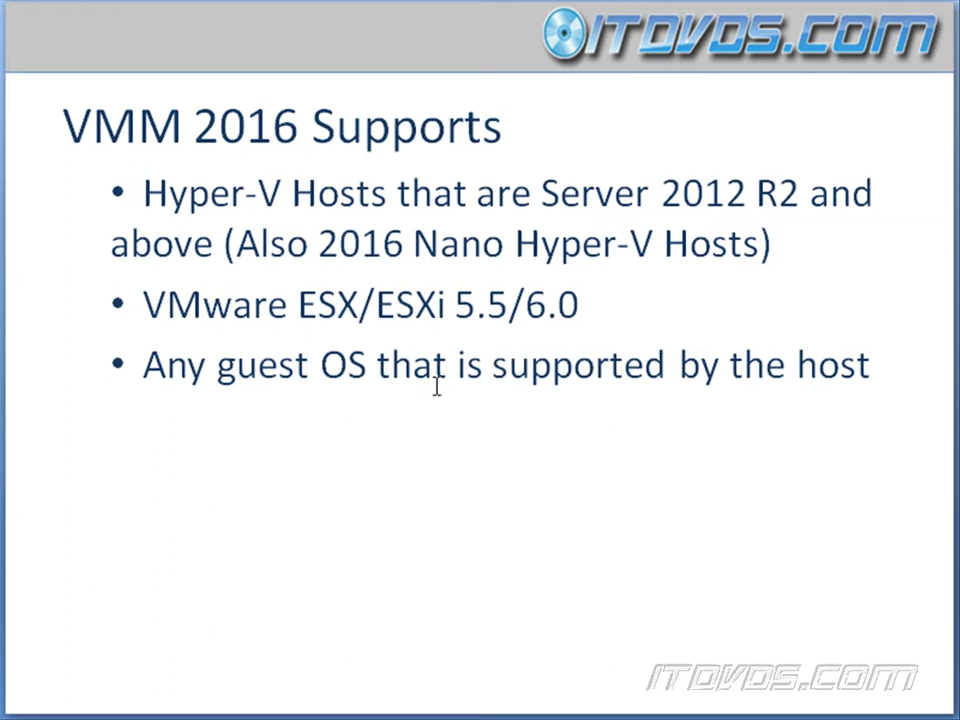 ITDVDS.COM
VMM 2016 Supports
• Hyper-V Hosts that are Server 2012 R2 and
above (Also 2016 Nano Hyper-V Hosts)
• VMware ESX/ESXi 5.5/6.0
• Any guest OS that is supported by the host
ITDVDS.COM